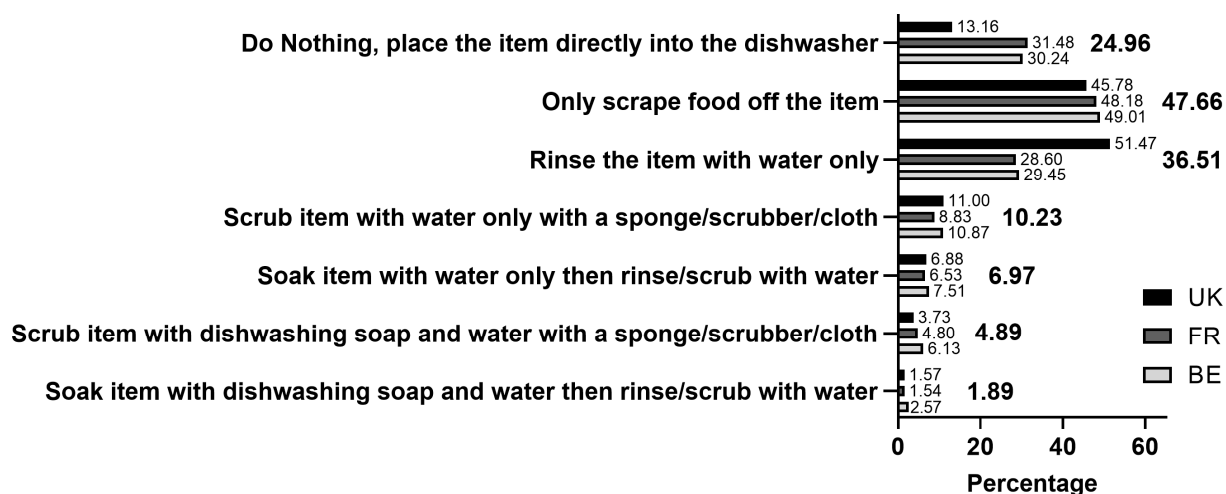 13.16
Do Nothing, place the item directly into the dishwasher 31.48 24.96
30.24
45.78
Only scrape food off the item 48.18 47.66
49.01
51.47
Rinse the item with water only 28.60 36.51
29.45
11.00
Scrub item with water only with a sponge/scrubber/cloth 8.83 10.23
10.87
6.88
Soak item with water only then rinse/scrub with water 6.53 6.97
7.51
UK
3.73
Scrub item with dishwashing soap and water with a sponge/scrubber/cloth 4.80 4.89
FR
6.13
BE
1.57
Soak item with dishwashing soap and water then rinse/scrub with water 1.54 1.89
2.57
0 20 40 60
Percentage